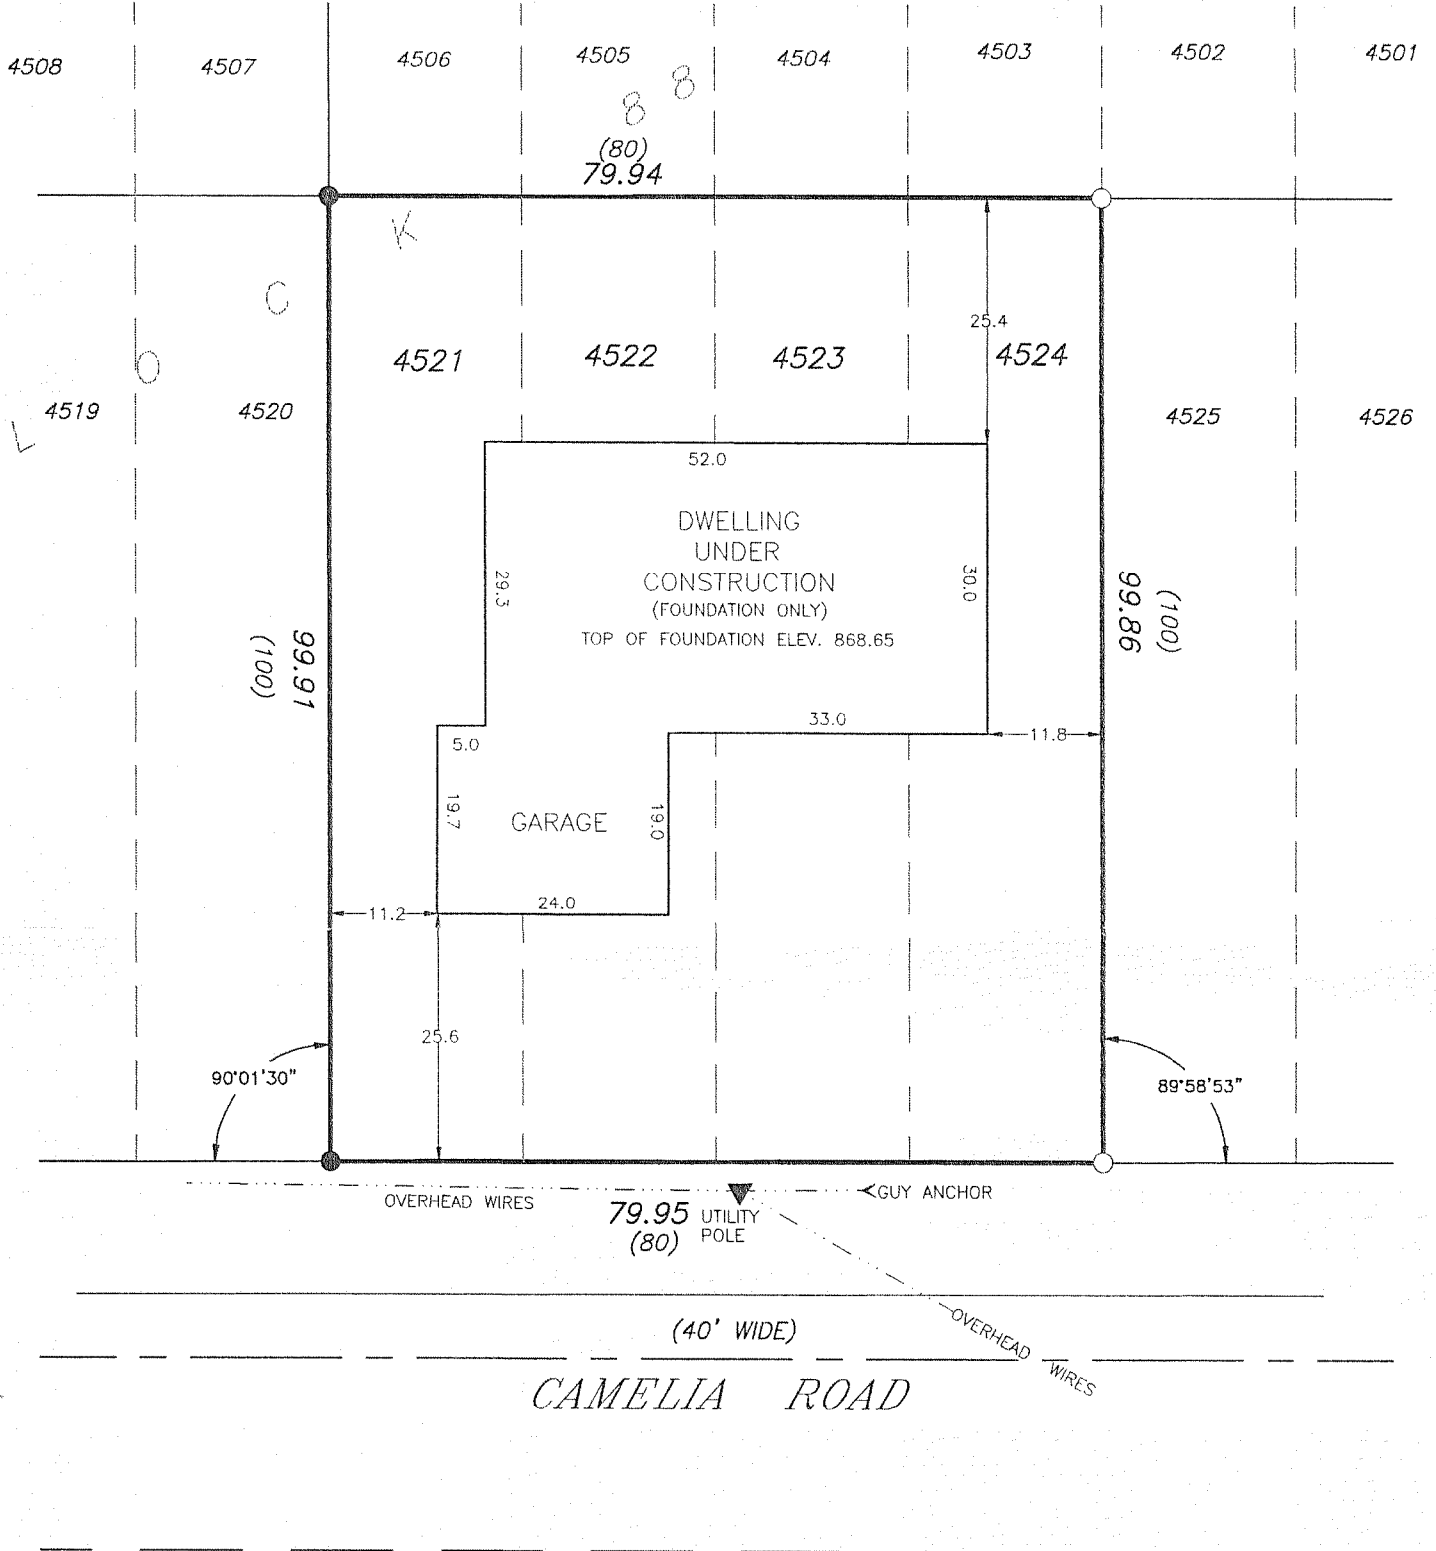 4508 4507 4506 4505 4504 4503 4502 4501
8 8
(80)
79.94
K
C
O
L
25.4
4521 4522 4523 4524
4519 4520 4525 4526
52.0
DWELLING
UNDER
CONSTRUCTION
(FOUNDATION ONLY)
TOP OF FOUNDATION ELEV. 868.65
29.3
30.0
99.91
(100)
99.86
(100)
5.0
33.0
11.8
19.7
GARAGE
19.0
11.2
24.0
25.6
90°01'30"
89°58'53"
OVERHEAD WIRES
GUY ANCHOR
79.95
(80)
UTILITY
POLE
(40' WIDE)
OVERHEAD WIRES
CAMELIA ROAD